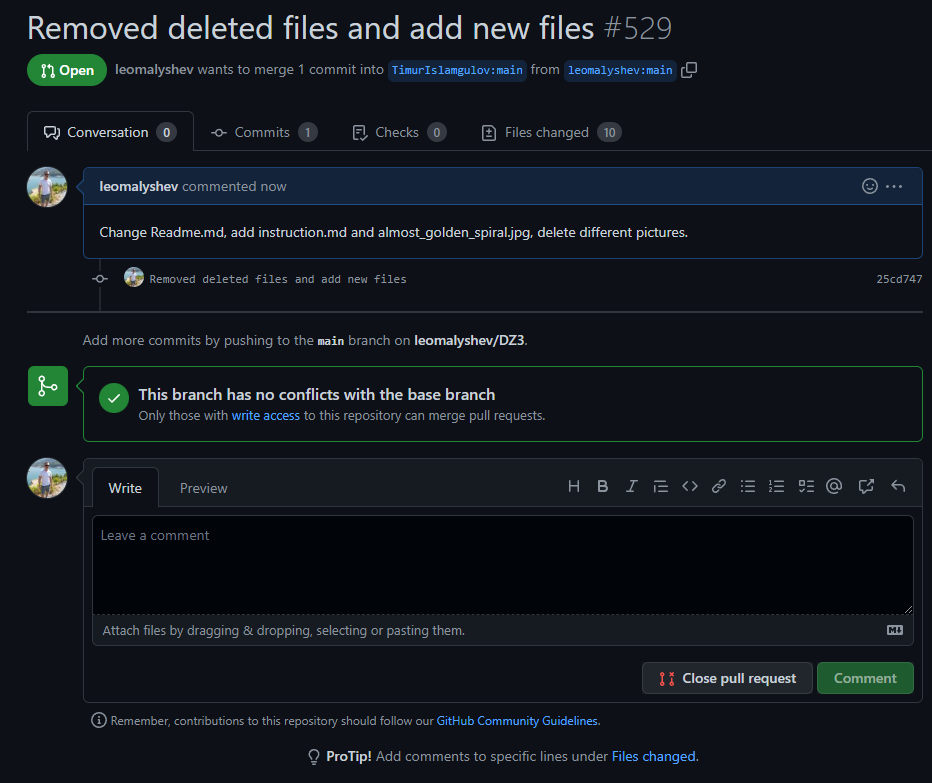 Removed deleted files and add new files #529
Open leomalyshev wants to merge 1 commit into TimurIslamgulov:main from leomalyshev:main
Conversation 0 Commits 1 Checks 0 Files changed 10
leomalyshev commented now
Change Readme.md, add instruction.md and almost_golden_spiral.jpg, delete different pictures.
Removed deleted files and add new files 25cd747
Add more commits by pushing to the main branch on leomalyshev/DZ3.
This branch has no conflicts with the base branch
Only those with write access to this repository can merge pull requests.
Write Preview
Leave a comment
Attach files by dragging & dropping, selecting or pasting them.
Close pull request Comment
Remember, contributions to this repository should follow our GitHub Community Guidelines.
ProTip! Add comments to specific lines under Files changed.